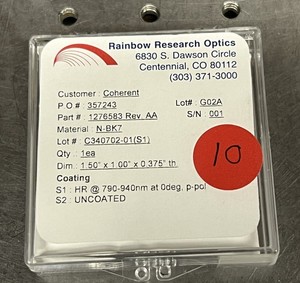 Rainbow Research Optics
6830 S. Dawson Circle
Centennial, CO 80112
(303) 371-3000
Customer : Coherent
P O # : 357243 Lot# : G02A
Part # : 1276583 Rev. AA S/N : 001
Material : N-BK7
Lot # : C340702-01(S1)
Qty : 1ea
Dim : 1.50" x 1.00" x 0.375" th.
10
Coating
S1 : HR @ 790-940nm at 0deg, p-pol
S2 : UNCOATED